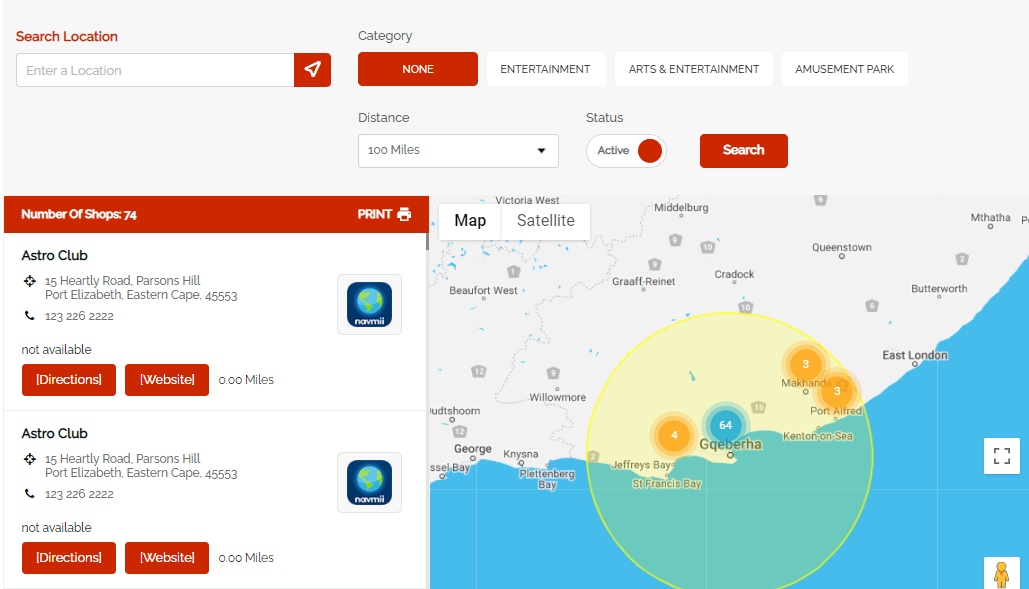 Search Location
Enter a Location
Category
NONE
ENTERTAINMENT
ARTS & ENTERTAINMENT
AMUSEMENT PARK
Distance
100 Miles
Status
Active
Search
Number Of Shops: 74
PRINT
Astro Club
15 Heartly Road, Parsons Hill
Port Elizabeth, Eastern Cape, 45553
123 226 2222
navmii
not available
[Directions]
[Website]
0.00 Miles
Astro Club
15 Heartly Road, Parsons Hill
Port Elizabeth, Eastern Cape, 45553
123 226 2222
navmii
not available
[Directions]
[Website]
0.00 Miles
Map
Satellite
Victoria West
Middelburg
6
Mthatha
9
10
Queenstown
2
1
9
Cradock
Graaff-Reinet
Beaufort West
Butterworth
10
6
East London
3
12
9
Makhanda
3
Willowmore
10
Port Alfred
udtshoorn
64
12
4
Kenton-on-Sea
George
Gqeberha
Knysna
2
Jeffreys Bay
ssel Bay
Plettenberg
Bay
St Francis Bay